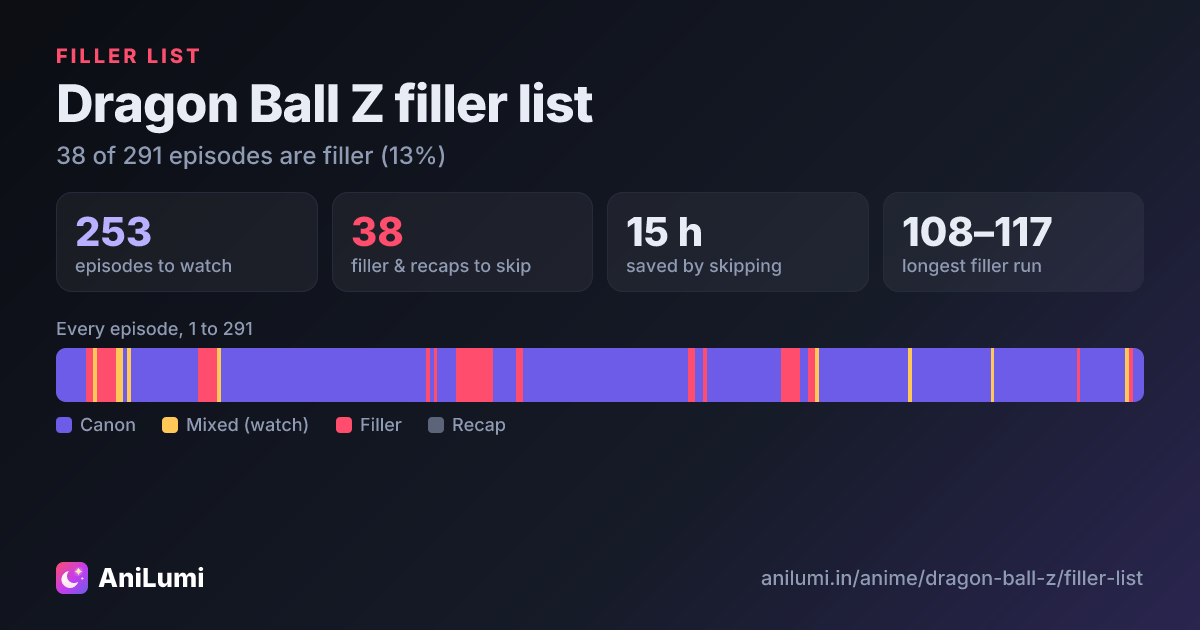 FILLER LIST
Dragon Ball Z filler list
38 of 291 episodes are filler (13%)
253
episodes to watch
38
filler & recaps to skip
15 h
saved by skipping
108–117
longest filler run
Every episode, 1 to 291
Canon
Mixed (watch)
Filler
Recap
AniLumi
anilumi.in/anime/dragon-ball-z/filler-list